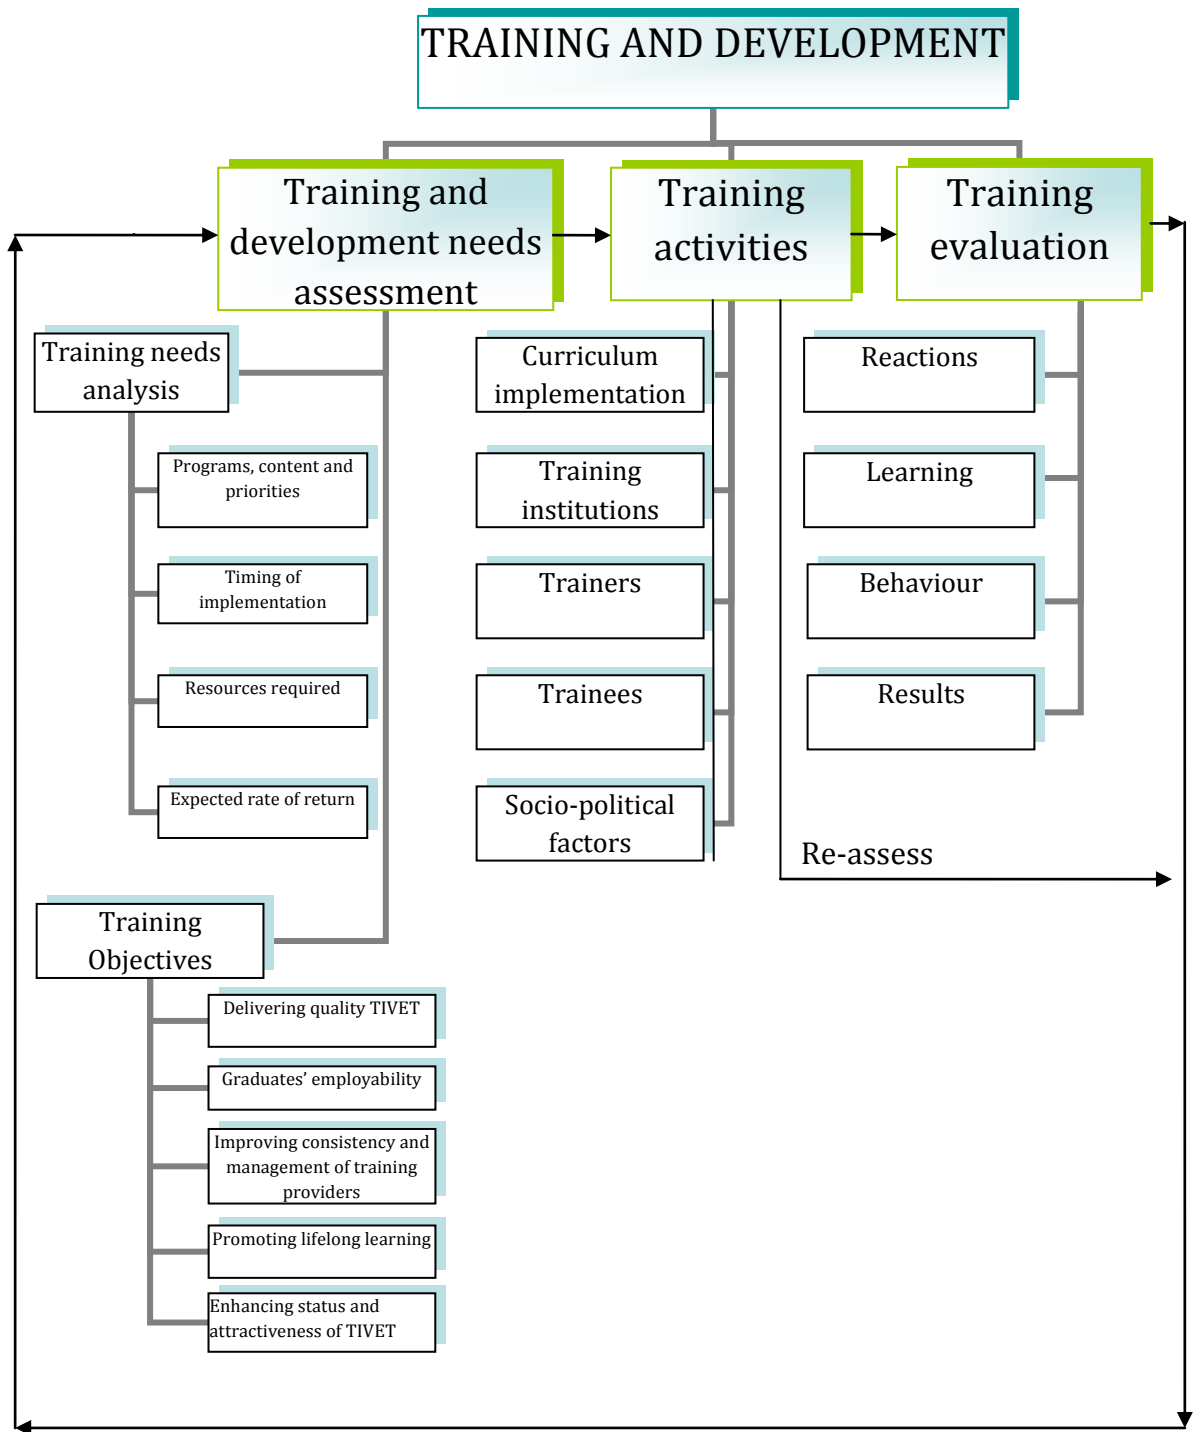 TRAINING AND DEVELOPMENT
Training and
development needs
assessment
Training
activities
Training
evaluation
Training needs
analysis
Programs, content and
priorities
Timing of
implementation
Resources required
Expected rate of return
Training
Objectives
Delivering quality TIVET
Graduates’ employability
Improving consistency and
management of training
providers
Promoting lifelong learning
Enhancing status and
attractiveness of TIVET
Curriculum
implementation
Training
institutions
Trainers
Trainees
Socio-political
factors
Reactions
Learning
Behaviour
Results
Re-assess